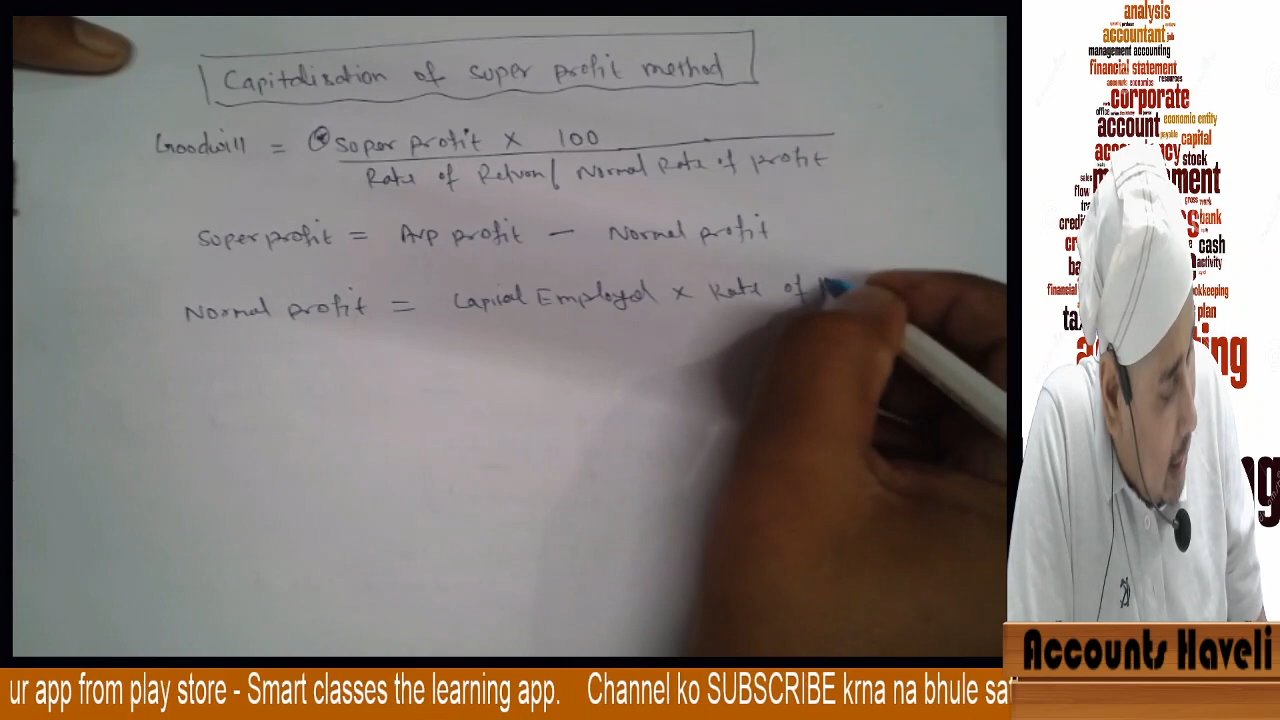 Capitalisation of super profit method
Goodwill = Super profit × 100
Rate of Return / Normal Rate of profit
Super profit = Avp profit − Normal profit
Normal profit = Capial Employed × Rate of
analysis
accountant
management accounting
financial statement
corporate
economic entity
account
capital
stock
bank
cash
activity
plan
Accounts Haveli
ur app from play store - Smart classes the learning app. Channel ko SUBSCRIBE krna na bhule sat